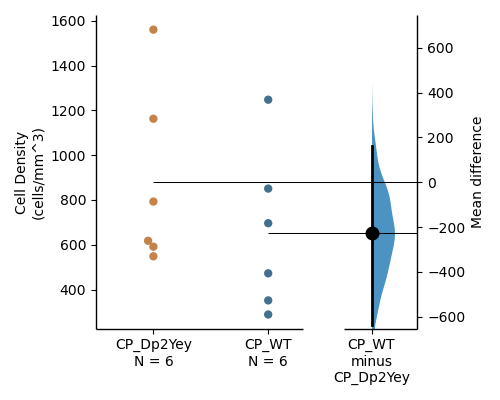 1600
1400
1200
1000
800
600
400
Cell Density
(cells/mm^3)
CP_Dp2Yey
N = 6
CP_WT
N = 6
600
400
200
0
−200
−400
−600
Mean difference
CP_WT
minus
CP_Dp2Yey